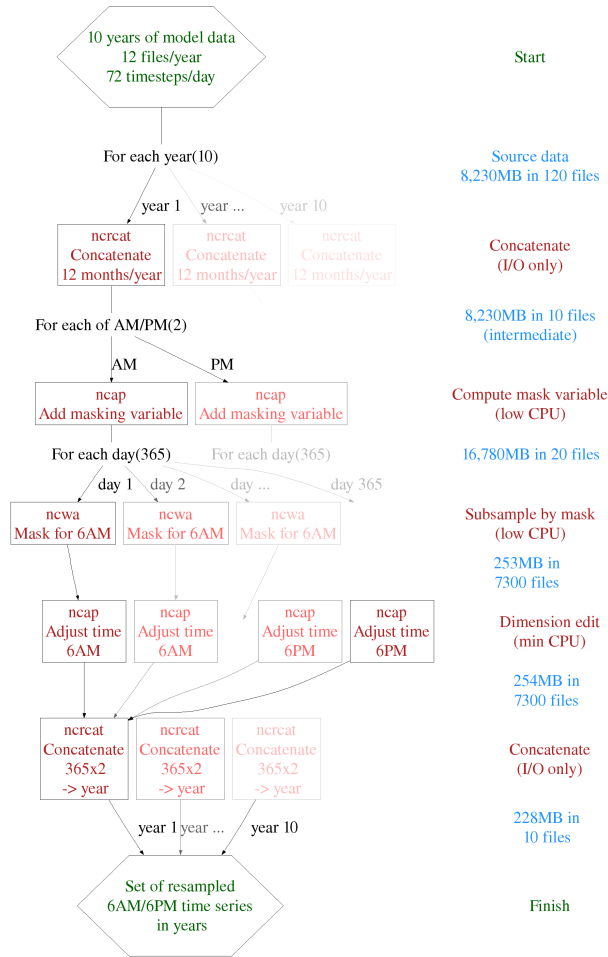 10 years of model data
12 files/year
72 timesteps/day
Start
For each year(10)
Source data
8,230MB in 120 files
year 1
year ...
year 10
ncrcat
Concatenate
12 months/year
ncrcat
Concatenate
12 months/year
ncrcat
Concatenate
12 months/year
Concatenate
(I/O only)
For each of AM/PM(2)
8,230MB in 10 files
(intermediate)
AM
PM
ncap
Add masking variable
ncap
Add masking variable
Compute mask variable
(low CPU)
For each day(365)
For each day(365)
16,780MB in 20 files
day 1
day 2
day ...
day 365
ncwa
Mask for 6AM
ncwa
Mask for 6AM
ncwa
Mask for 6AM
Subsample by mask
(low CPU)
253MB in
7300 files
ncap
Adjust time
6AM
ncap
Adjust time
6AM
ncap
Adjust time
6PM
ncap
Adjust time
6PM
Dimension edit
(min CPU)
254MB in
7300 files
ncrcat
Concatenate
365x2
-> year
ncrcat
Concatenate
365x2
-> year
ncrcat
Concatenate
365x2
-> year
Concatenate
(I/O only)
228MB in
10 files
year 1
year ...
year 10
Set of resampled
6AM/6PM time series
in years
Finish